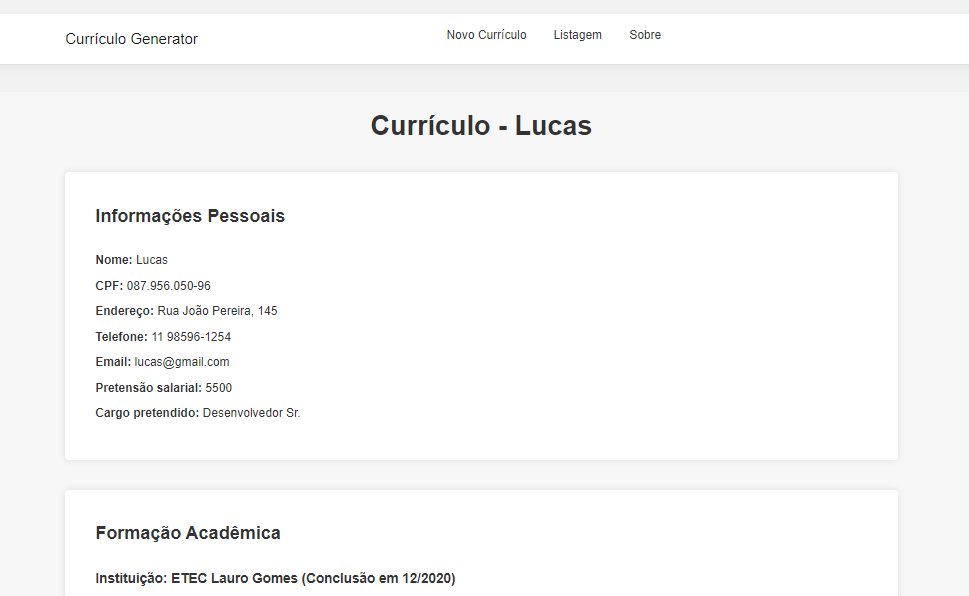 Currículo Generator
Novo Currículo Listagem Sobre
Currículo - Lucas
Informações Pessoais
Nome: Lucas
CPF: 087.956.050-96
Endereço: Rua João Pereira, 145
Telefone: 11 98596-1254
Email: lucas@gmail.com
Pretensão salarial: 5500
Cargo pretendido: Desenvolvedor Sr.
Formação Acadêmica
Instituição: ETEC Lauro Gomes (Conclusão em 12/2020)